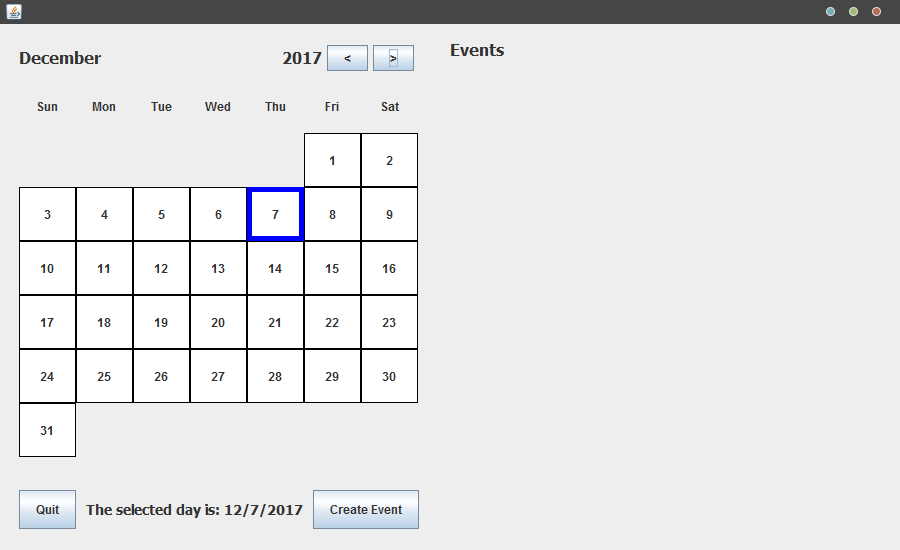 December 2017 < >
Sun Mon Tue Wed Thu Fri Sat
1 2
3 4 5 6 7 8 9
10 11 12 13 14 15 16
17 18 19 20 21 22 23
24 25 26 27 28 29 30
31
Quit The selected day is: 12/7/2017 Create Event
Events